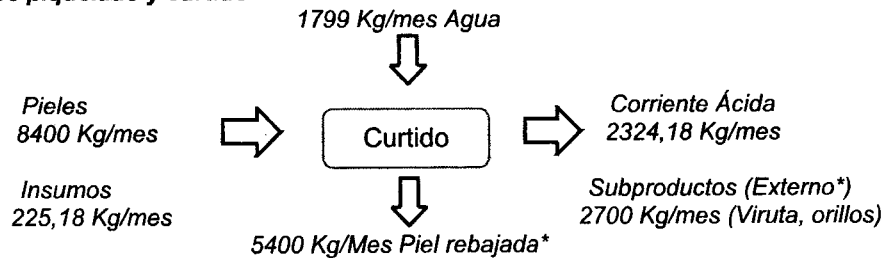 1799 Kg/mes Agua
Pieles
8400 Kg/mes
Curtido
Corriente Ácida
2324,18 Kg/mes
Insumos
225,18 Kg/mes
Subproductos (Externo*)
2700 Kg/mes (Viruta, orillos)
5400 Kg/Mes Piel rebajada*